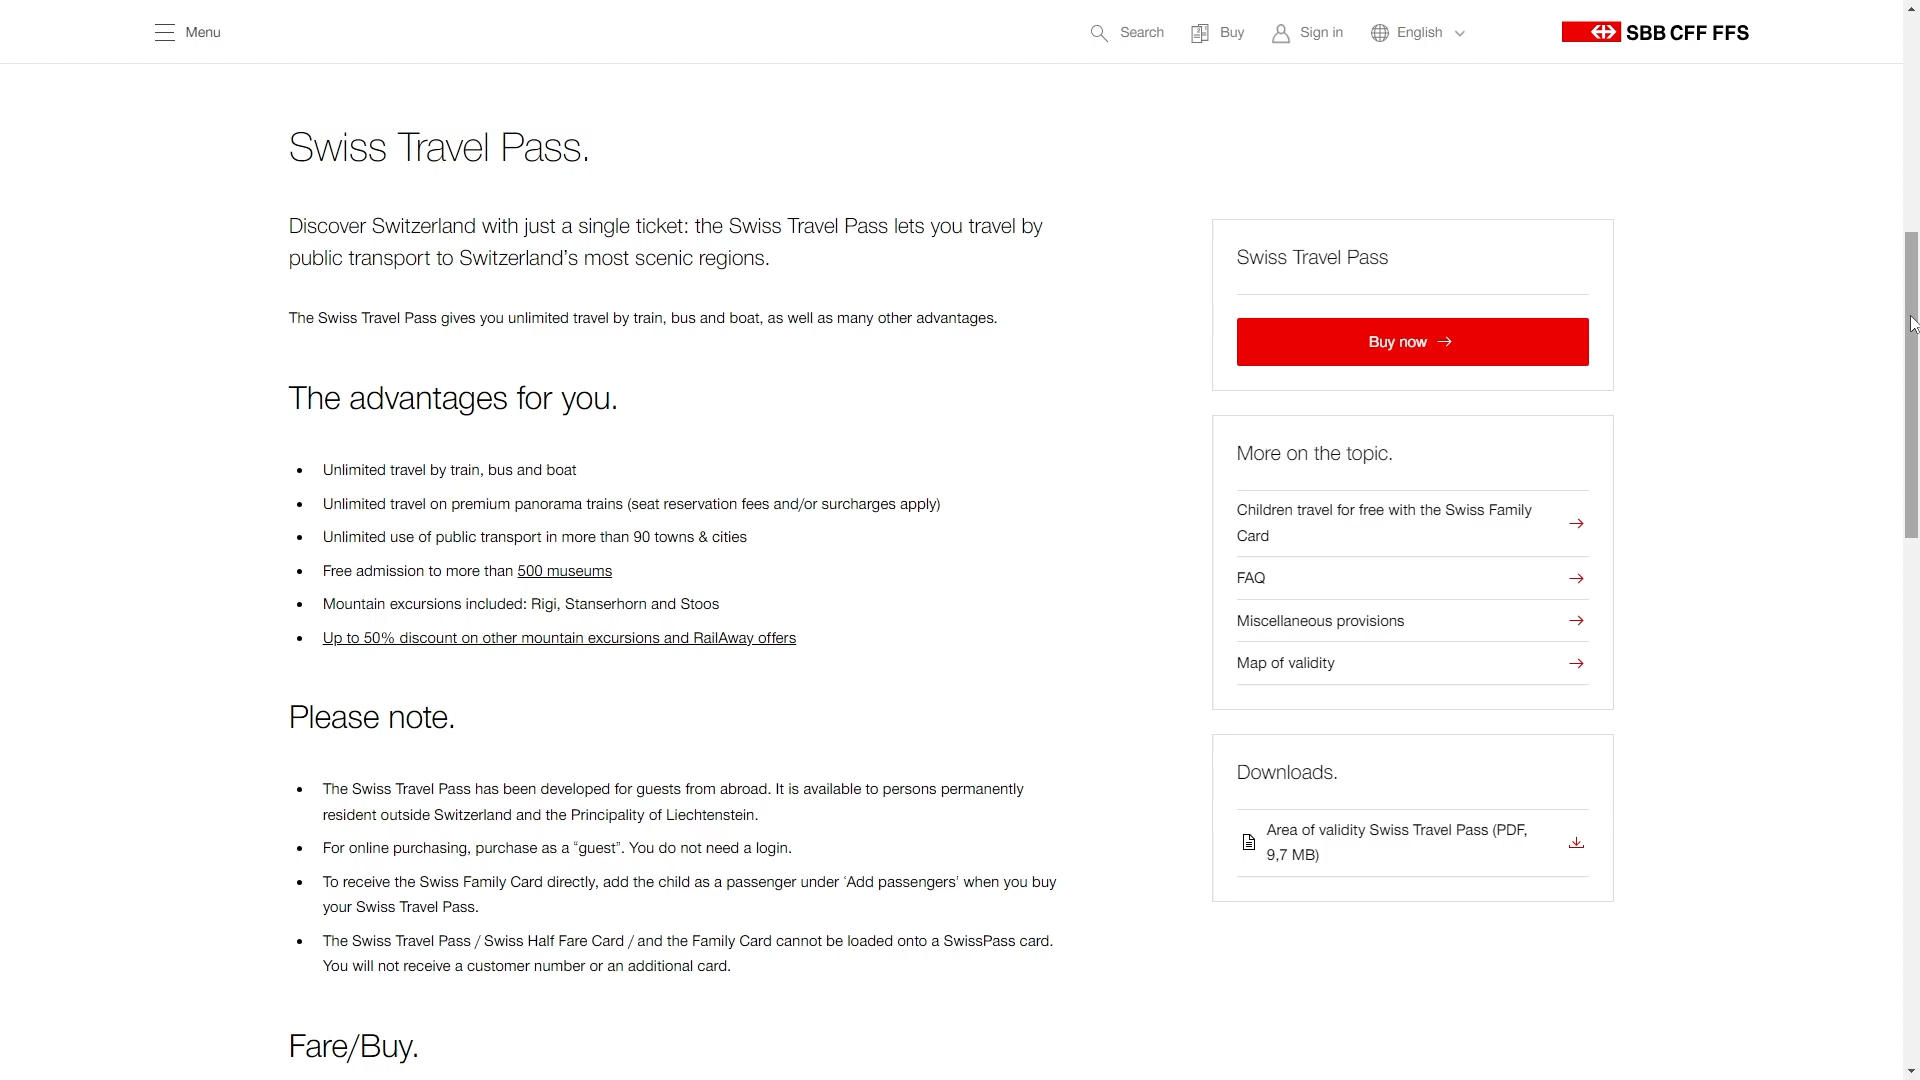 Menu
Search
Buy
Sign in
English
SBB CFF FFS
Swiss Travel Pass.
Discover Switzerland with just a single ticket: the Swiss Travel Pass lets you travel by
public transport to Switzerland’s most scenic regions.
The Swiss Travel Pass gives you unlimited travel by train, bus and boat, as well as many other advantages.
The advantages for you.
• Unlimited travel by train, bus and boat
• Unlimited travel on premium panorama trains (seat reservation fees and/or surcharges apply)
• Unlimited use of public transport in more than 90 towns & cities
• Free admission to more than 500 museums
• Mountain excursions included: Rigi, Stanserhorn and Stoos
• Up to 50% discount on other mountain excursions and RailAway offers
Please note.
• The Swiss Travel Pass has been developed for guests from abroad. It is available to persons permanently
resident outside Switzerland and the Principality of Liechtenstein.
• For online purchasing, purchase as a “guest”. You do not need a login.
• To receive the Swiss Family Card directly, add the child as a passenger under ‘Add passengers’ when you buy
your Swiss Travel Pass.
• The Swiss Travel Pass / Swiss Half Fare Card / and the Family Card cannot be loaded onto a SwissPass card.
You will not receive a customer number or an additional card.
Fare/Buy.
Swiss Travel Pass
Buy now
More on the topic.
Children travel for free with the Swiss Family
Card
FAQ
Miscellaneous provisions
Map of validity
Downloads.
Area of validity Swiss Travel Pass (PDF,
9,7 MB)